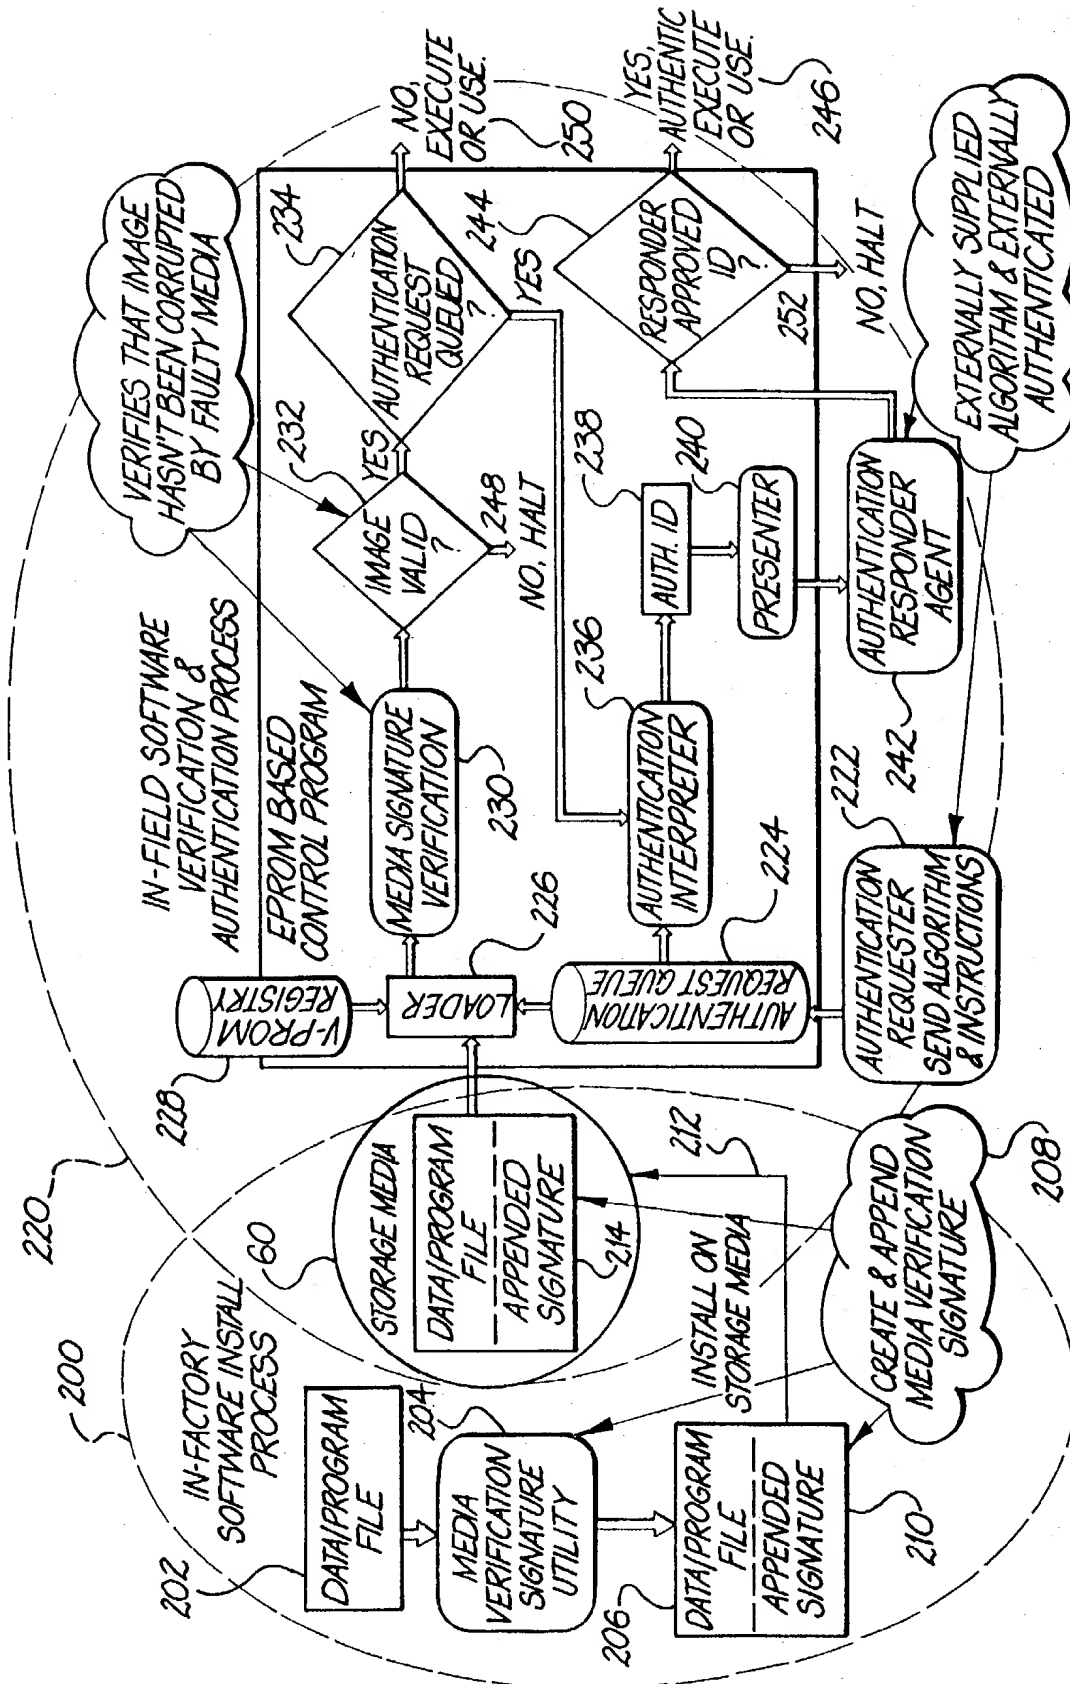 200
IN-FACTORY
SOFTWARE INSTALL
PROCESS
202
DATA/PROGRAM
FILE
204
MEDIA
VERIFICATION
SIGNATURE
UTILITY
206
DATA/PROGRAM
FILE
APPENDED
SIGNATURE
210
INSTALL ON
STORAGE MEDIA
212
CREATE & APPEND
MEDIA VERIFICATION
SIGNATURE
208
60
STORAGE MEDIA
DATA/PROGRAM
FILE
APPENDED
SIGNATURE
214
220
IN-FIELD SOFTWARE
VERIFICATION &
AUTHENTICATION PROCESS
EPROM BASED
CONTROL PROGRAM
228
V-PROM
REGISTRY
LOADER
226
AUTHENTICATION
REQUEST QUEUE
224
AUTHENTICATION
REQUESTER
SEND ALGORITHM
& INSTRUCTIONS
222
MEDIA SIGNATURE
VERIFICATION
230
VERIFIES THAT IMAGE
HASN'T BEEN CORRUPTED
BY FAULTY MEDIA
232
IMAGE
VALID
?
YES
248
NO, HALT
234
AUTHENTICATION
REQUEST
QUEUED
?
NO,
EXECUTE
OR USE.
250
YES
236
AUTHENTICATION
INTERPRETER
238
AUTH. ID
240
PRESENTER
AUTHENTICATION
RESPONDER
AGENT
242
244
RESPONDER
APPROVED
ID
?
YES,
AUTHENTIC
EXECUTE
OR USE.
246
252
NO, HALT
EXTERNALLY SUPPLIED
ALGORITHM & EXTERNALLY
AUTHENTICATED